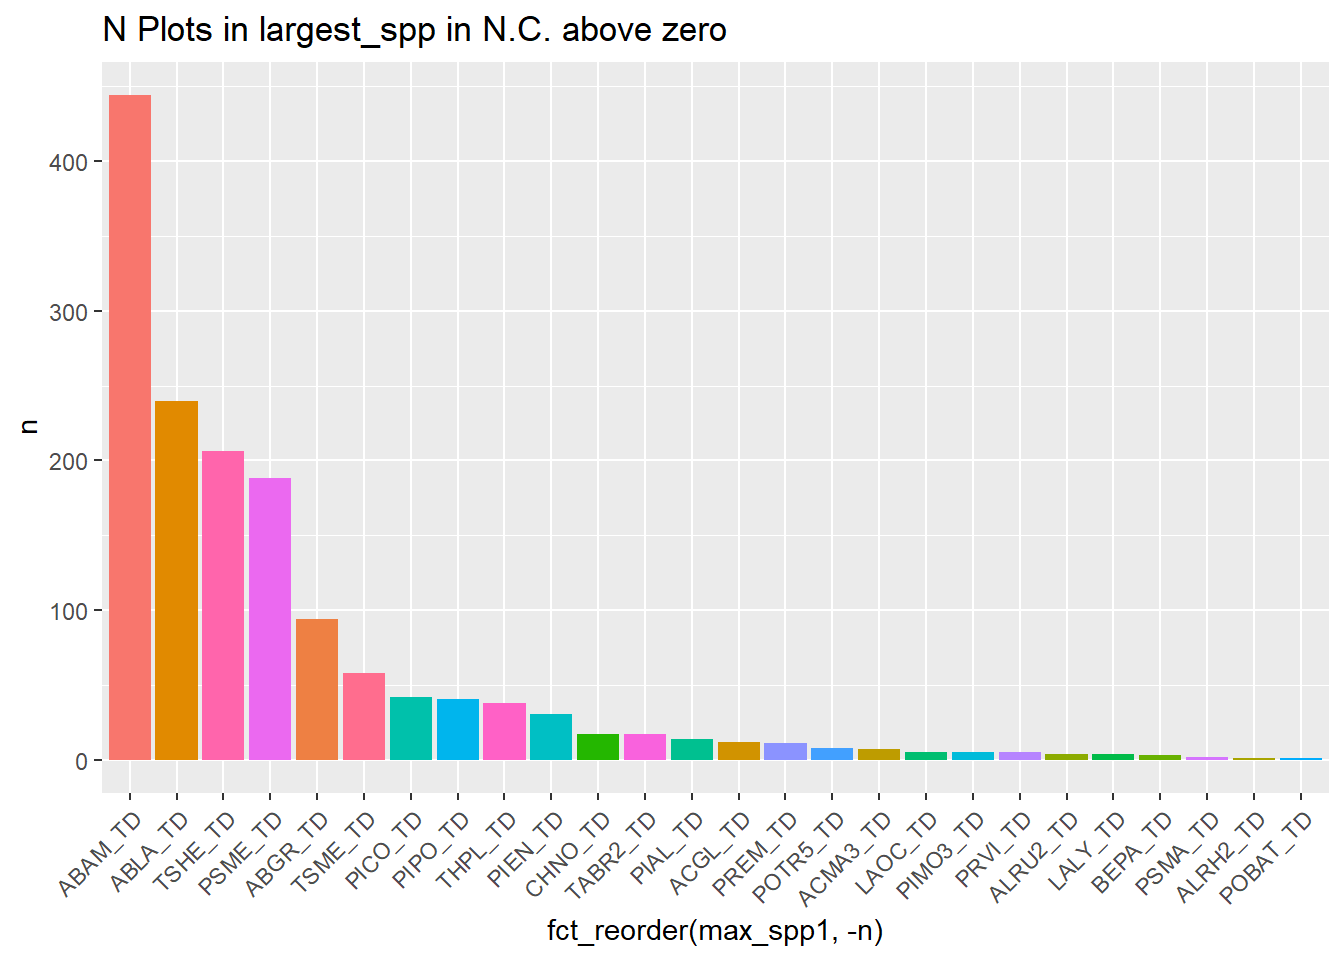 N Plots in largest_spp in N.C. above zero
400
300
200
100
0
n
ABAM_TD
ABLA_TD
TSHE_TD
PSME_TD
ABGR_TD
TSME_TD
PICO_TD
PIPO_TD
THPL_TD
PIEN_TD
CHNO_TD
TABR2_TD
PIAL_TD
ACGL_TD
PREM_TD
POTR5_TD
ACMA3_TD
LAOC_TD
PIMO3_TD
PRVI_TD
ALRU2_TD
LALY_TD
BEPA_TD
PSMA_TD
ALRH2_TD
POBAT_TD
fct_reorder(max_spp1, -n)